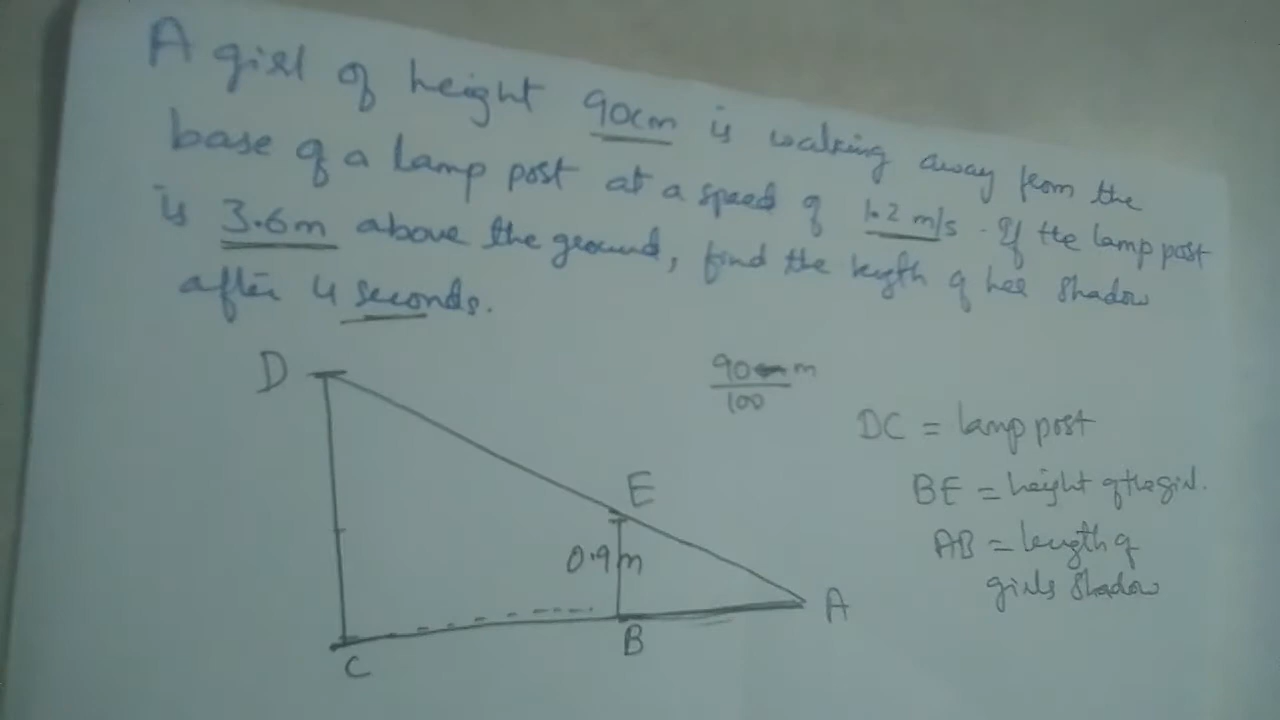 A girl of height 90cm is walking away from the
base of a lamp post at a speed of 1.2 m/s. If the lamp post
is 3.6m above the ground, find the length of her shadow
after 4 seconds.
D
90cm
100
DC = lamp post
E
BE = height of the girl.
0.9m
AB = length of
girls shadow
A
B
C